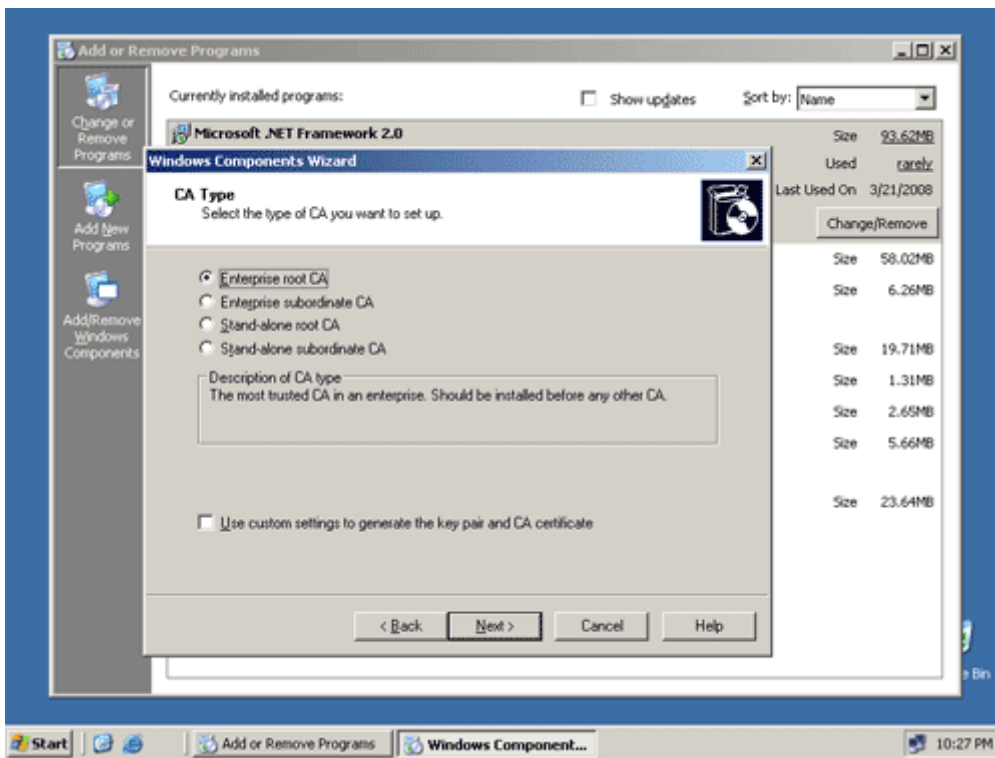 Add or Remove Programs
Change or
Remove
Programs
Add New
Programs
Add/Remove
Windows
Components
Currently installed programs:
Show updates
Sort by: Name
Microsoft .NET Framework 2.0
Size 93.62MB
Used rarely
Last Used On 3/21/2008
Change/Remove
Size 58.02MB
Size 6.26MB
Size 19.71MB
Size 1.31MB
Size 2.65MB
Size 5.66MB
Size 23.64MB
Windows Components Wizard
CA Type
Select the type of CA you want to set up.
Enterprise root CA
Enterprise subordinate CA
Stand-alone root CA
Stand-alone subordinate CA
Description of CA type
The most trusted CA in an enterprise. Should be installed before any other CA.
Use custom settings to generate the key pair and CA certificate
< Back
Next >
Cancel
Help
e Bin
Start
Add or Remove Programs
Windows Component...
10:27 PM